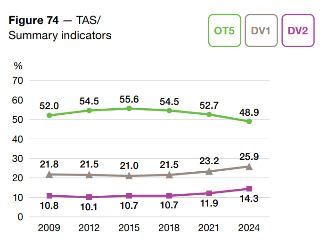 Figure 74 — TAS/
Summary indicators
OT5 DV1 DV2
%
70
60
50
40
30
20
10
0
52.0 54.5 55.6 54.5 52.7 48.9
21.8 21.5 21.0 21.5 23.2 25.9
10.8 10.1 10.7 10.7 11.9 14.3
2009 2012 2015 2018 2021 2024